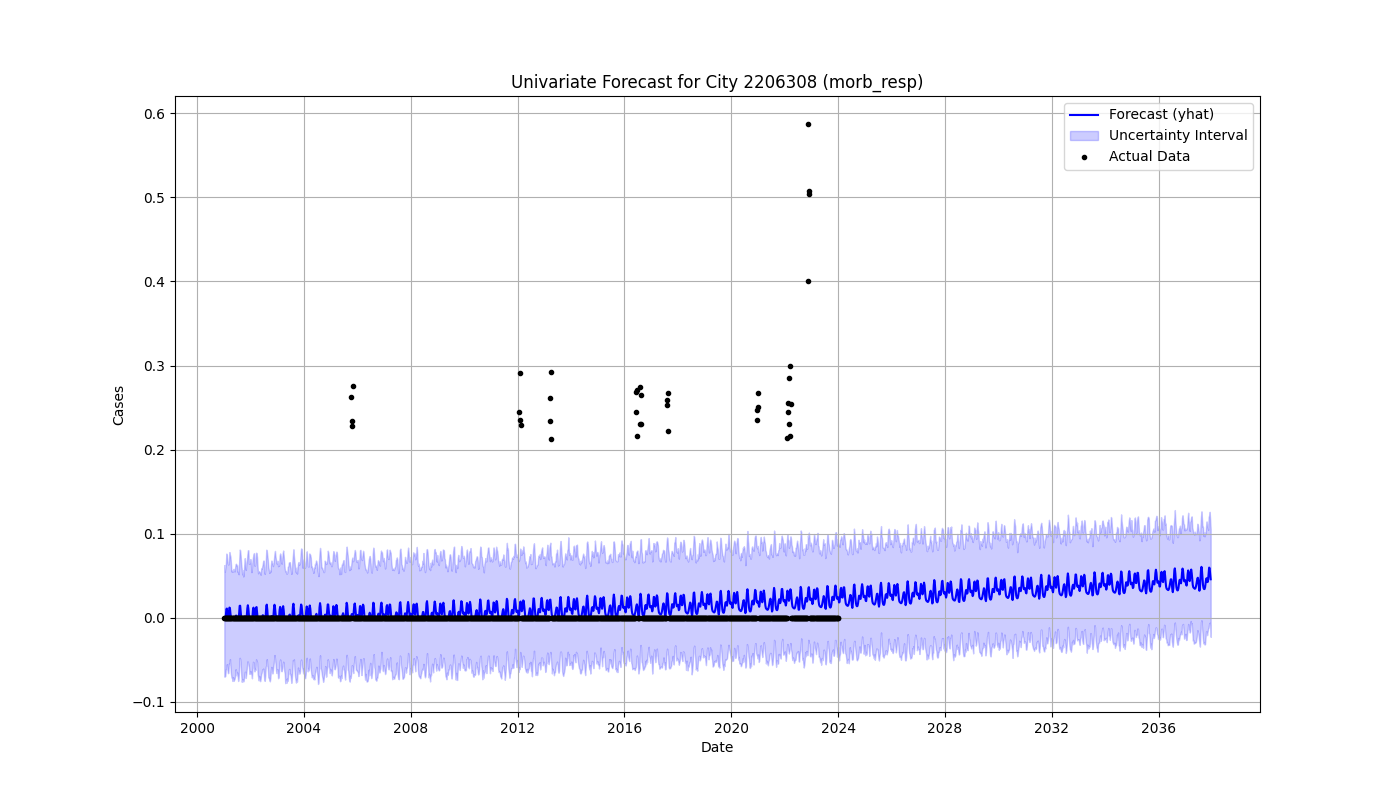 Univariate Forecast for City 2206308 (morb_resp)
Forecast (yhat)
Uncertainty Interval
Actual Data
Cases
0.6
0.5
0.4
0.3
0.2
0.1
0.0
−0.1
2000 2004 2008 2012 2016 2020 2024 2028 2032 2036
Date